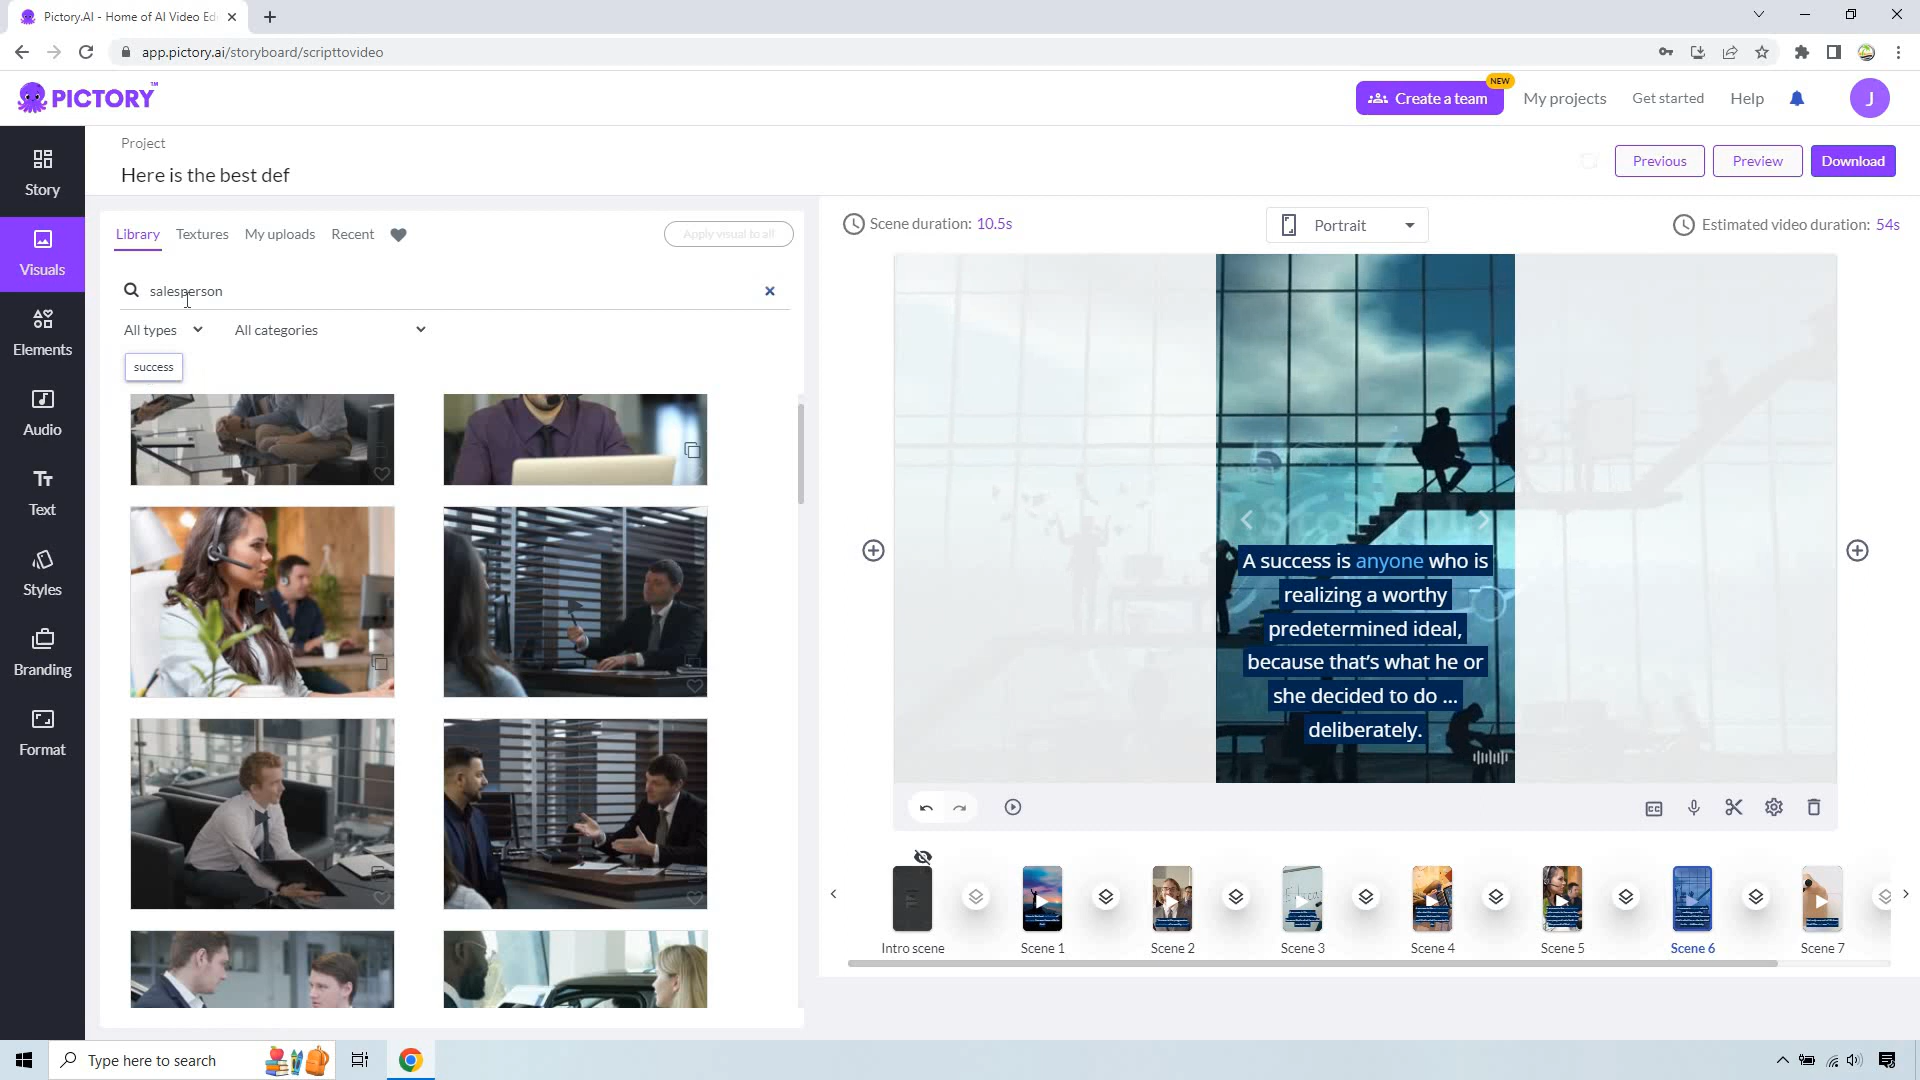 Pictory.AI - Home of AI Video Ed
app.pictory.ai/storyboard/scripttovideo
PICTORY
TM
NEW
Create a team
My projects
Get started
Help
J
Project
Here is the best def
Previous
Preview
Download
Story
Visuals
Elements
Audio
Text
Styles
Branding
Format
Library
Textures
My uploads
Recent
Apply visual to all
salesperson
All types
All categories
success
Scene duration: 10.5s
Portrait
Estimated video duration: 54s
A success is anyone who is
realizing a worthy
predetermined ideal,
because that's what he or
she decided to do ...
deliberately.
CC
Intro scene
Scene 1
Scene 2
Scene 3
Scene 4
Scene 5
Scene 6
Scene 7
Type here to search